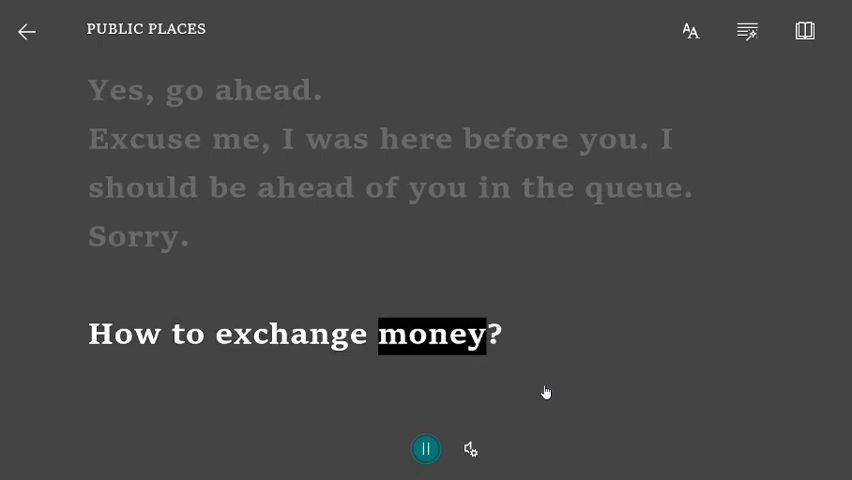 PUBLIC PLACES
AA
Yes, go ahead.
Excuse me, I was here before you. I
should be ahead of you in the queue.
Sorry.
How to exchange money?